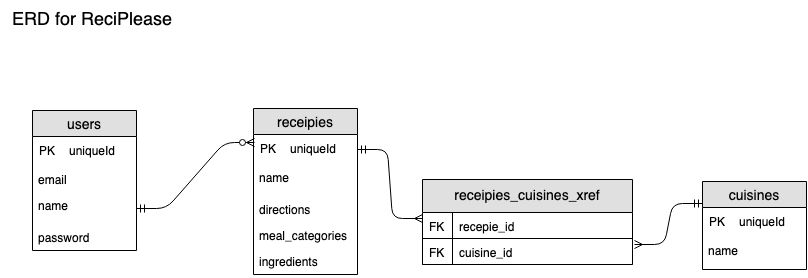 ERD for ReciPlease
users
PK uniqueId
email
name
password
receipies
PK uniqueId
name
directions
meal_categories
ingredients
receipies_cuisines_xref
FK recepie_id
FK cuisine_id
cuisines
PK uniqueId
name